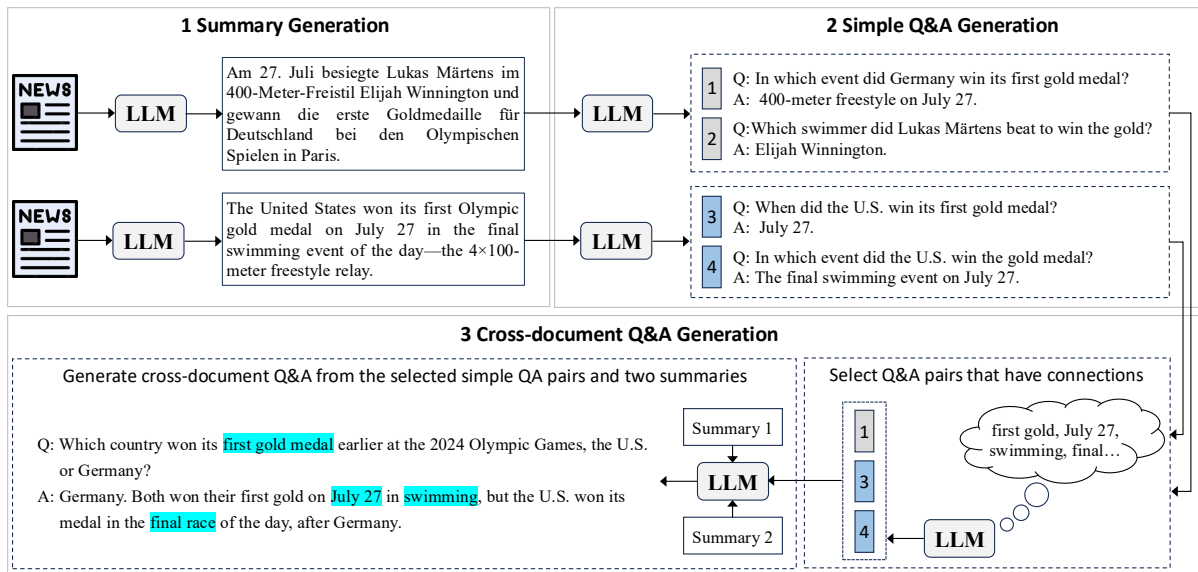 1 Summary Generation
NEWS
LLM
Am 27. Juli besiegte Lukas Märtens im
400-Meter-Freistil Elijah Winnington und
gewann die erste Goldmedaille für
Deutschland bei den Olympischen
Spielen in Paris.
NEWS
LLM
The United States won its first Olympic
gold medal on July 27 in the final
swimming event of the day—the 4×100-
meter freestyle relay.
2 Simple Q&A Generation
LLM
1
Q: In which event did Germany win its first gold medal?
A: 400-meter freestyle on July 27.
2
Q:Which swimmer did Lukas Märtens beat to win the gold?
A: Elijah Winnington.
LLM
3
Q: When did the U.S. win its first gold medal?
A: July 27.
4
Q: In which event did the U.S. win the gold medal?
A: The final swimming event on July 27.
3 Cross-document Q&A Generation
Generate cross-document Q&A from the selected simple QA pairs and two summaries
Q: Which country won its first gold medal earlier at the 2024 Olympic Games, the U.S.
or Germany?
A: Germany. Both won their first gold on July 27 in swimming, but the U.S. won its
medal in the final race of the day, after Germany.
Summary 1
LLM
Summary 2
Select Q&A pairs that have connections
1
3
4
first gold, July 27,
swimming, final…
LLM